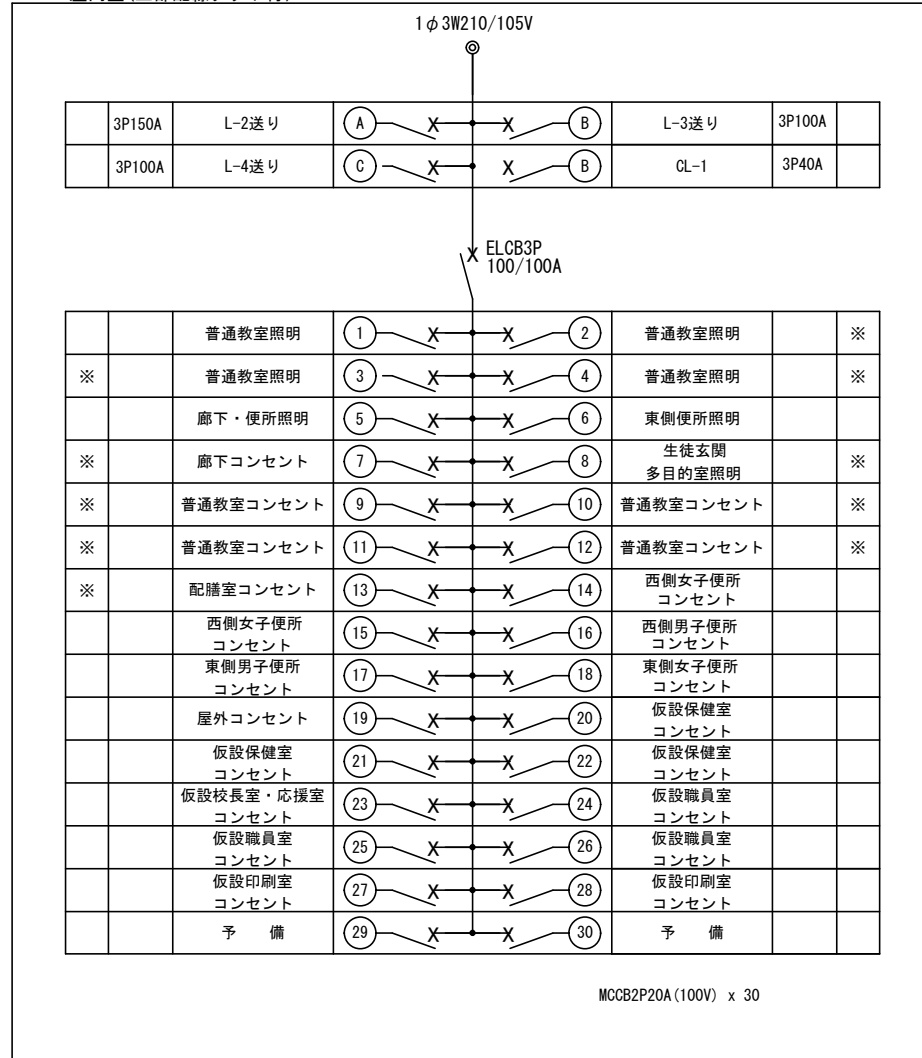 1φ3W210/105V
3P150A L-2送り A B L-3送り 3P100A
3P100A L-4送り C B CL-1 3P40A
ELCB3P
100/100A
普通教室照明 1 2 普通教室照明 ※
※ 普通教室照明 3 4 普通教室照明 ※
廊下・便所照明 5 6 東側便所照明
※ 廊下コンセント 7 8 生徒玄関
多目的室照明 ※
※ 普通教室コンセント 9 10 普通教室コンセント ※
※ 普通教室コンセント 11 12 普通教室コンセント ※
※ 配膳室コンセント 13 14 西側女子便所
コンセント
西側女子便所
コンセント 15 16 西側男子便所
コンセント
東側男子便所
コンセント 17 18 東側女子便所
コンセント
屋外コンセント 19 20 仮設保健室
コンセント
仮設保健室
コンセント 21 22 仮設保健室
コンセント
仮設校長室・応援室
コンセント 23 24 仮設職員室
コンセント
仮設職員室
コンセント 25 26 仮設職員室
コンセント
仮設印刷室
コンセント 27 28 仮設印刷室
コンセント
予 備 29 30 予 備
MCCB2P20A(100V) x 30